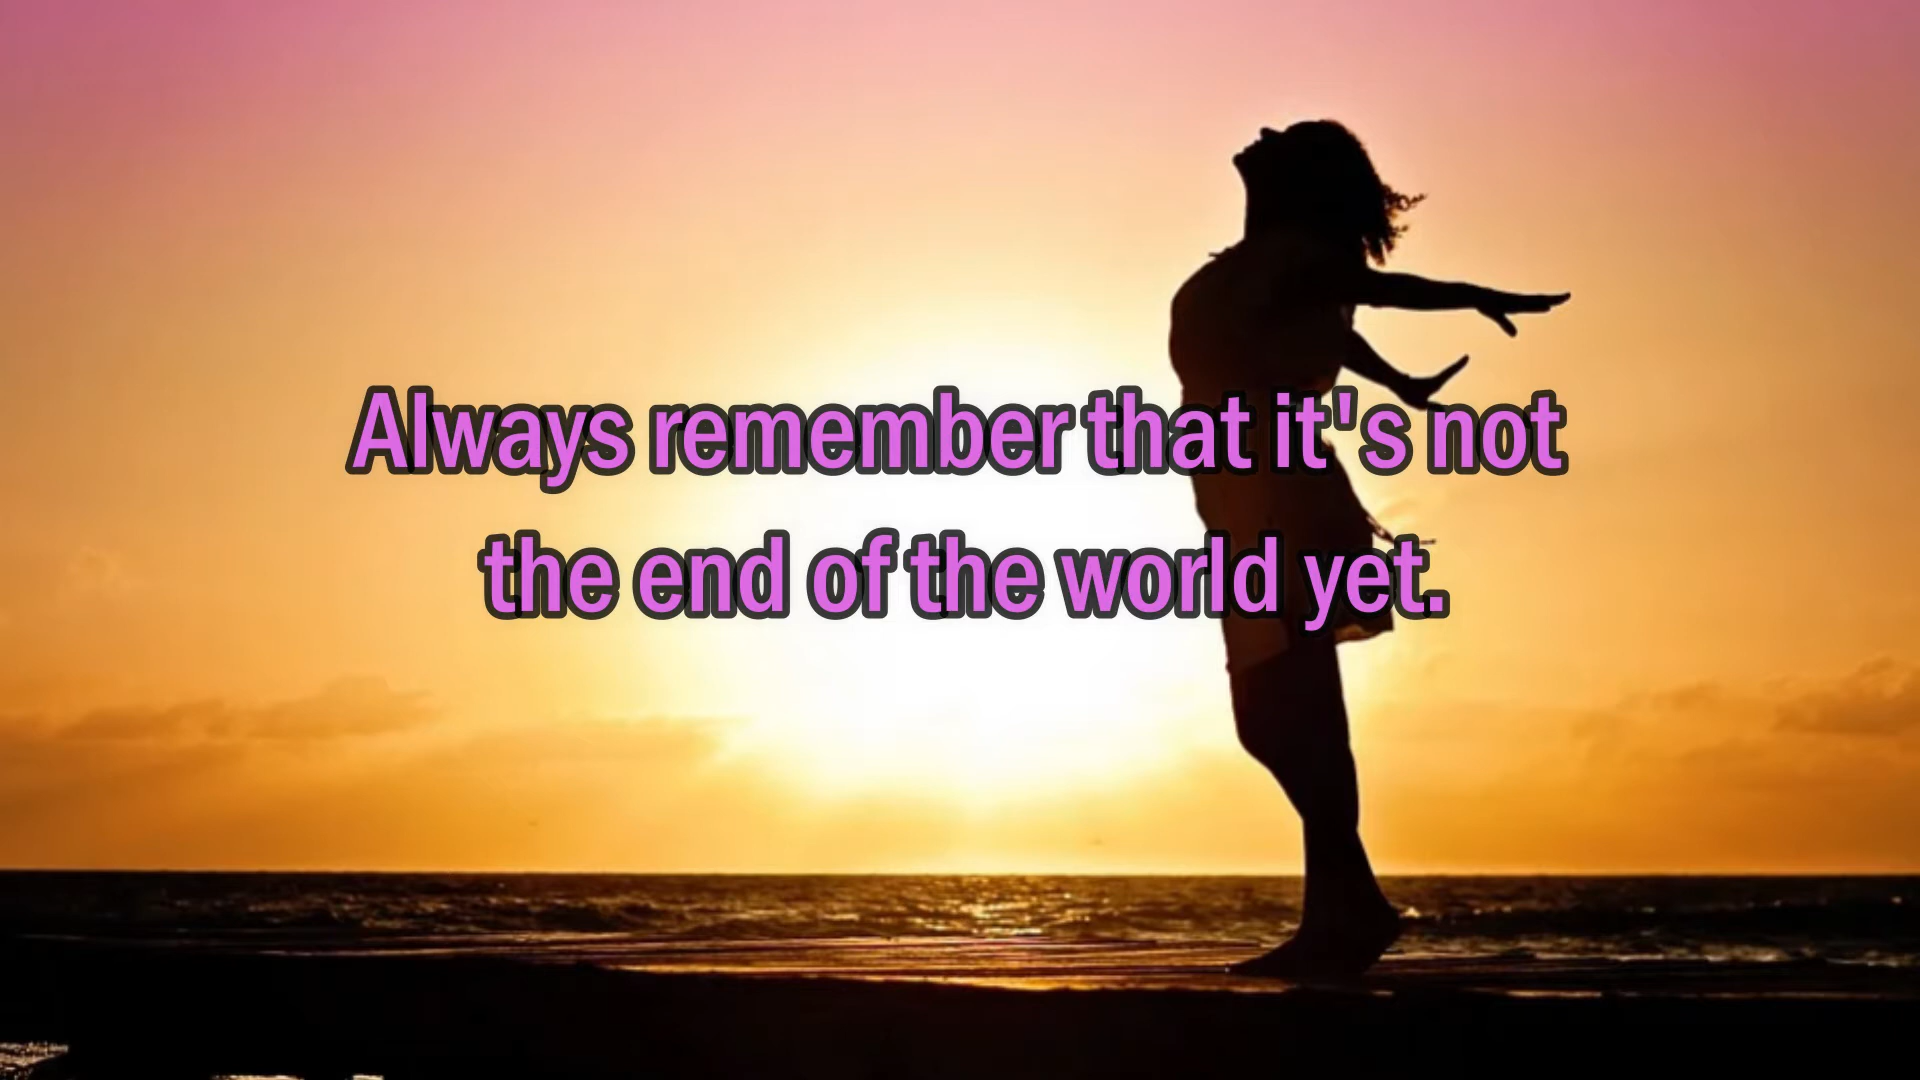 Always remember that it's not
the end of the world yet.